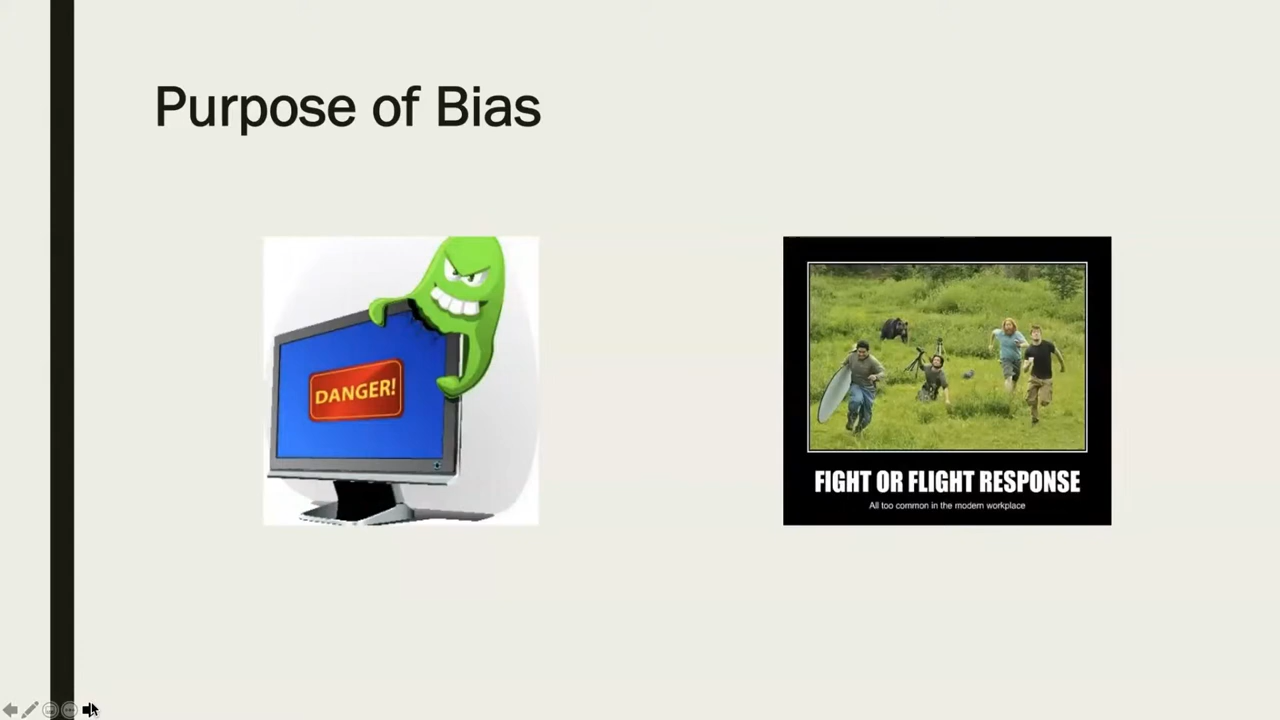 Purpose of Bias
DANGER!
FIGHT OR FLIGHT RESPONSE
All too common in the modern workplace